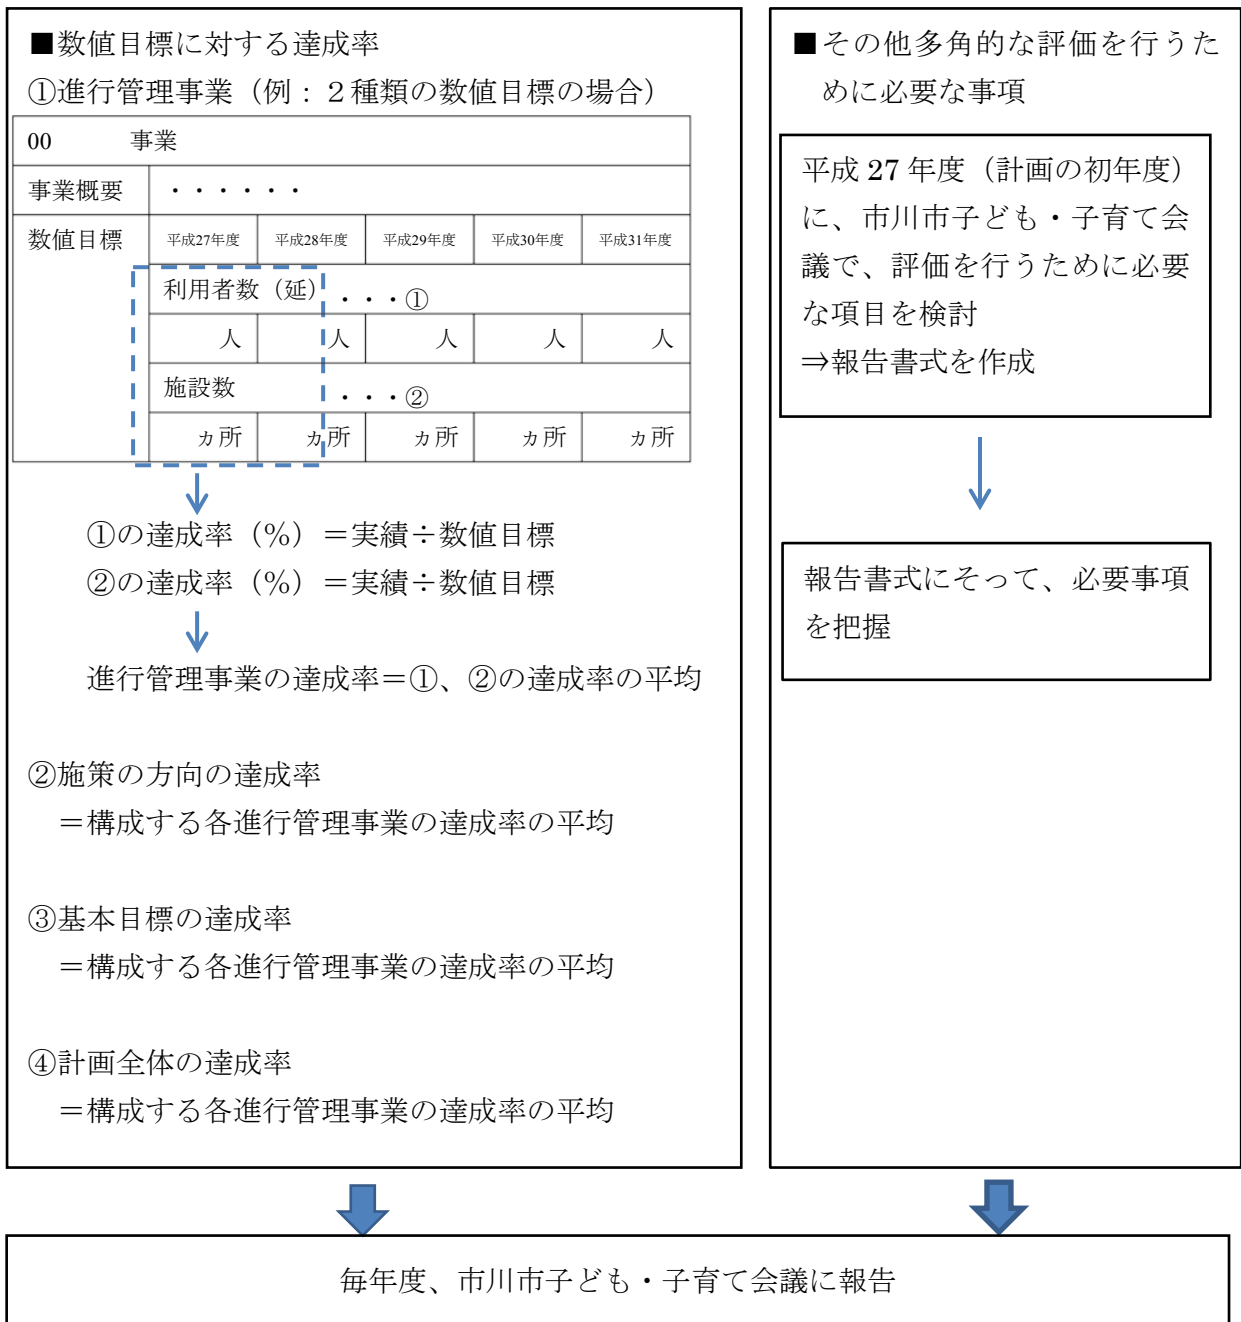 ■数値目標に対する達成率
①進行管理事業（例：２種類の数値目標の場合）
00 事業
事業概要 ・・・・・・
数値目標 平成27年度 平成28年度 平成29年度 平成30年度 平成31年度
利用者数（延） ・・・①
人 人 人 人 人
施設数 ・・・②
ヵ所 ヵ所 ヵ所 ヵ所 ヵ所
①の達成率（％）＝実績÷数値目標
②の達成率（％）＝実績÷数値目標
進行管理事業の達成率＝①、②の達成率の平均
②施策の方向の達成率
＝構成する各進行管理事業の達成率の平均
③基本目標の達成率
＝構成する各進行管理事業の達成率の平均
④計画全体の達成率
＝構成する各進行管理事業の達成率の平均
■その他多角的な評価を行うた
めに必要な事項
平成 27 年度（計画の初年度）
に、市川市子ども・子育て会
議で、評価を行うために必要
な項目を検討
⇒報告書式を作成
報告書式にそって、必要事項
を把握
毎年度、市川市子ども・子育て会議に報告